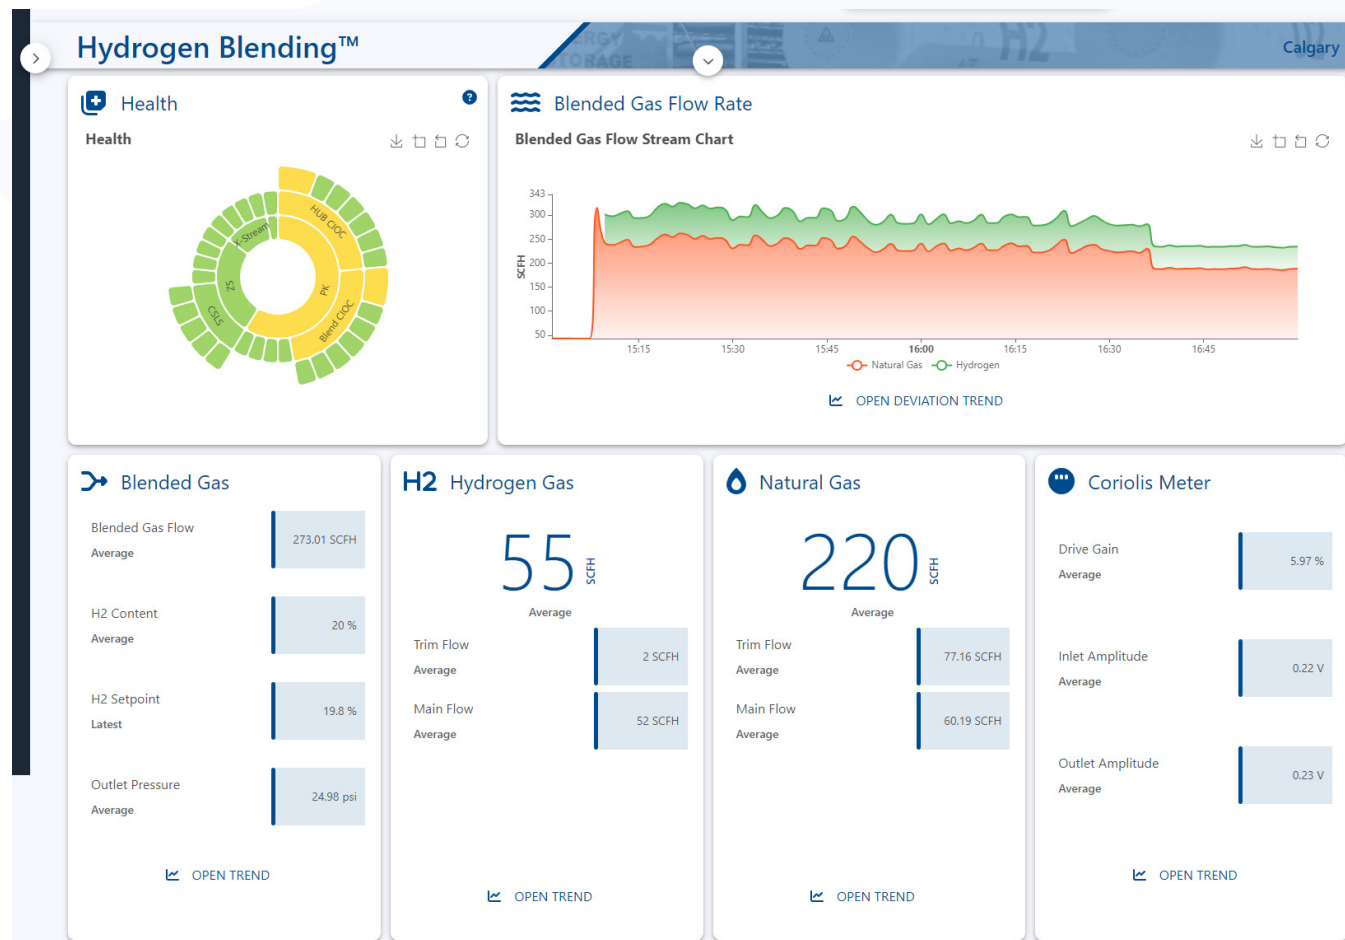 Hydrogen Blending™
ERGY
TORAGE
H2
Calgary
Health
Health
HUB CIOC
X-Stream
ZS
PK
CSLS
Blend CIOC
Blended Gas Flow Rate
Blended Gas Flow Stream Chart
343
300
250
200
150
100
50
SCFH
15:15 15:30 15:45 16:00 16:15 16:30 16:45
Natural Gas Hydrogen
OPEN DEVIATION TREND
Blended Gas
Blended Gas Flow
Average
273.01 SCFH
H2 Content
Average
20 %
H2 Setpoint
Latest
19.8 %
Outlet Pressure
Average
24.98 psi
OPEN TREND
H2 Hydrogen Gas
55 SCFH
Average
Trim Flow
Average
2 SCFH
Main Flow
Average
52 SCFH
OPEN TREND
Natural Gas
220 SCFH
Average
Trim Flow
Average
77.16 SCFH
Main Flow
Average
60.19 SCFH
OPEN TREND
Coriolis Meter
Drive Gain
Average
5.97 %
Inlet Amplitude
Average
0.22 V
Outlet Amplitude
Average
0.23 V
OPEN TREND